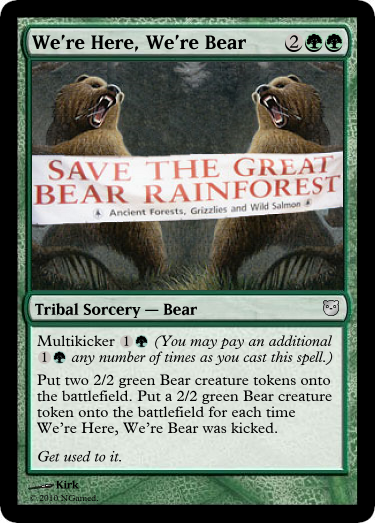 We're Here, We're Bear 2
SAVE THE GREAT
BEAR RAINFOREST
Ancient Forests, Grizzlies and Wild Salmon
Tribal Sorcery — Bear
Multikicker 1 (You may pay an additional
1 any number of times as you cast this spell.)
Put two 2/2 green Bear creature tokens onto
the battlefield. Put a 2/2 green Bear creature
token onto the battlefield for each time
We're Here, We're Bear was kicked.
Get used to it.
Kirk
© 2010 NGamed.